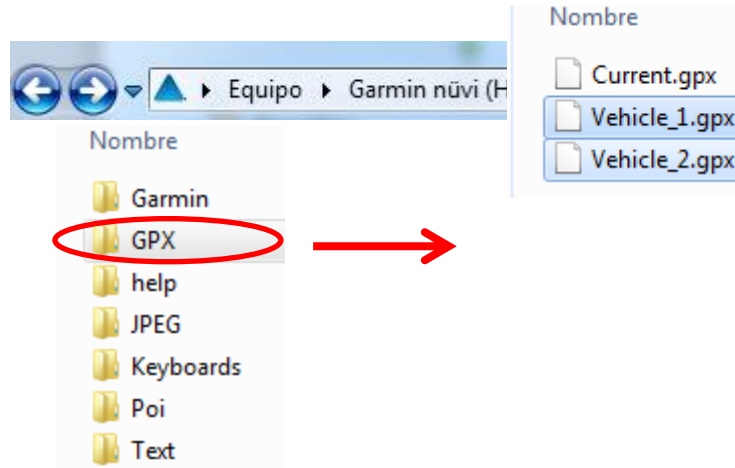 Equipo Garmin nüvi (H
Nombre
Garmin
GPX
help
JPEG
Keyboards
Poi
Text
Nombre
Current.gpx
Vehicle_1.gpx
Vehicle_2.gpx